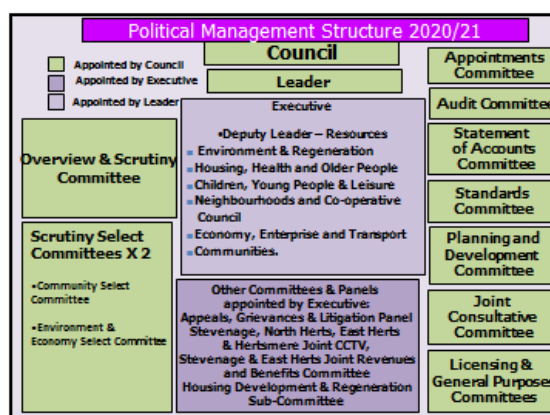 Political Management Structure 2020/21
Appointed by Council
Appointed by Executive
Appointed by Leader
Council
Leader
Overview & Scrutiny
Committee
Scrutiny Select
Committees X 2
•Community Select
Committee
•Environment &
Economy Select Committee
Executive
•Deputy Leader – Resources
Environment & Regeneration
Housing, Health and Older People
Children, Young People & Leisure
Neighbourhoods and Co-operative
Council
Economy, Enterprise and Transport
Communities.
Other Committees & Panels
appointed by Executive:
Appeals, Grievances & Litigation Panel
Stevenage, North Herts, East Herts
& Hertsmere Joint CCTV,
Stevenage & East Herts Joint Revenues
and Benefits Committee
Housing Development & Regeneration
Sub-Committee
Appointments
Committee
Audit Committee
Statement
of Accounts
Committee
Standards
Committee
Planning and
Development
Committee
Joint
Consultative
Committee
Licensing &
General Purposes
Committees